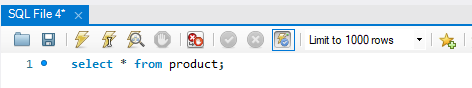 SQL File 4*
Limit to 1000 rows
1 select * from product;